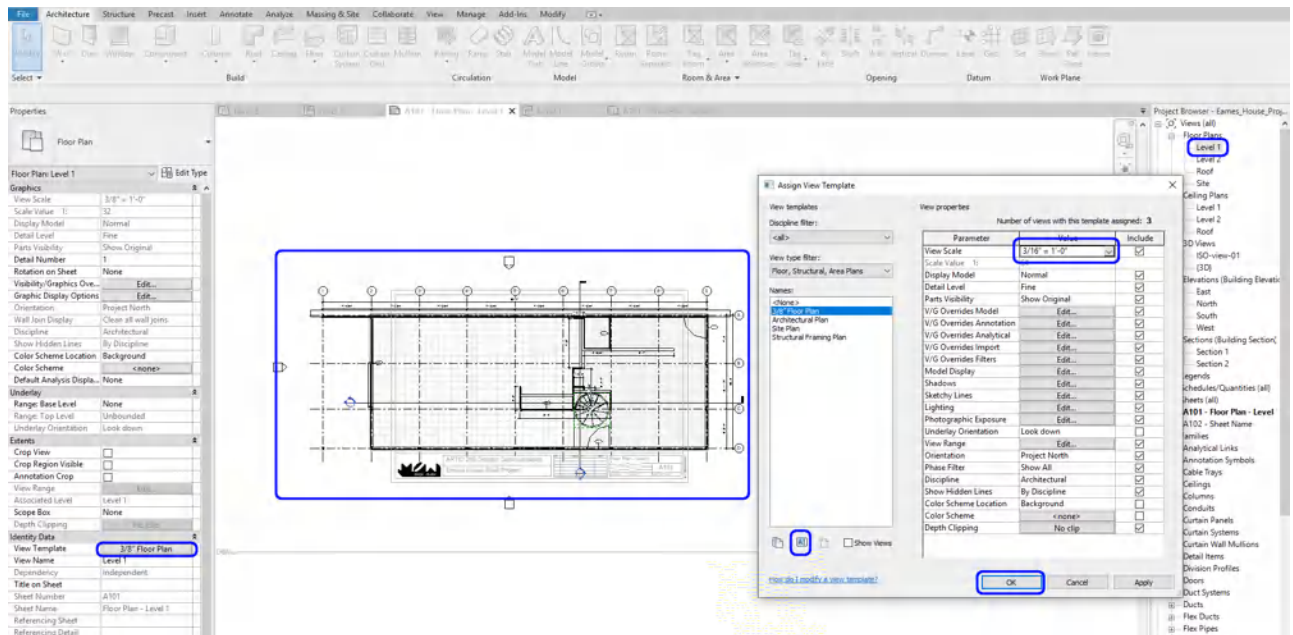 File Architecture Structure Precast Insert Annotate Analyze Massing & Site Collaborate View Manage Add-Ins Modify
Select Build Circulation Model Room & Area Opening Datum Work Plane
Properties
Floor Plan
Floor Plan: Level 1 Edit Type
Graphics
View Scale 3/8" = 1'-0"
Scale Value 1: 32
Display Model Normal
Detail Level Fine
Parts Visibility Show Original
Detail Number 1
Rotation on Sheet None
Visibility/Graphics Ove... Edit...
Graphic Display Options Edit...
Orientation Project North
Wall Join Display Clean all wall joins
Discipline Architectural
Show Hidden Lines By Discipline
Color Scheme Location Background
Color Scheme <none>
Default Analysis Displa... None
Underlay
Range: Base Level None
Range: Top Level Unbounded
Underlay Orientation Look down
Extents
Crop View
Crop Region Visible
Annotation Crop
View Range Edit...
Associated Level Level 1
Scope Box None
Depth Clipping No clip
Identity Data
View Template 3/8" Floor Plan
View Name Level 1
Dependency Independent
Title on Sheet
Sheet Number A101
Sheet Name Floor Plan - Level 1
Referencing Sheet
Referencing Detail
A101 - Floor Plan - Level 1
Assign View Template
View templates
Discipline filter:
<all>
View type filter:
Floor, Structural, Area Plans
Names:
<None>
3/8" Floor Plan
Architectural Plan
Site Plan
Structural Framing Plan
Show Views
How do I modify a view template?
View properties
Number of views with this template assigned: 3
Parameter Value Include
View Scale 3/16" = 1'-0"
Scale Value 1:
Display Model Normal
Detail Level Fine
Parts Visibility Show Original
V/G Overrides Model Edit...
V/G Overrides Annotation Edit...
V/G Overrides Analytical Edit...
V/G Overrides Import Edit...
V/G Overrides Filters Edit...
Model Display Edit...
Shadows Edit...
Sketchy Lines Edit...
Lighting Edit...
Photographic Exposure Edit...
Underlay Orientation Look down
View Range Edit...
Orientation Project North
Phase Filter Show All
Discipline Architectural
Show Hidden Lines By Discipline
Color Scheme Location Background
Color Scheme <none>
Depth Clipping No clip
OK Cancel Apply
Project Browser - Eames_House_Proj...
Views (all)
Floor Plans
Level 1
Level 2
Roof
Site
Ceiling Plans
Level 1
Level 2
Roof
3D Views
ISO-view-01
{3D}
Elevations (Building Elevatic
East
North
South
West
Sections (Building Section(
Section 1
Section 2
Legends
Schedules/Quantities (all)
Sheets (all)
A101 - Floor Plan - Level
A102 - Sheet Name
Families
Analytical Links
Annotation Symbols
Cable Trays
Ceilings
Columns
Conduits
Curtain Panels
Curtain Systems
Curtain Wall Mullions
Detail Items
Division Profiles
Doors
Duct Systems
Ducts
Flex Ducts
Flex Pipes